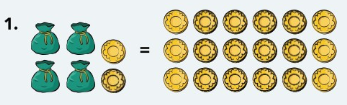 1.
=